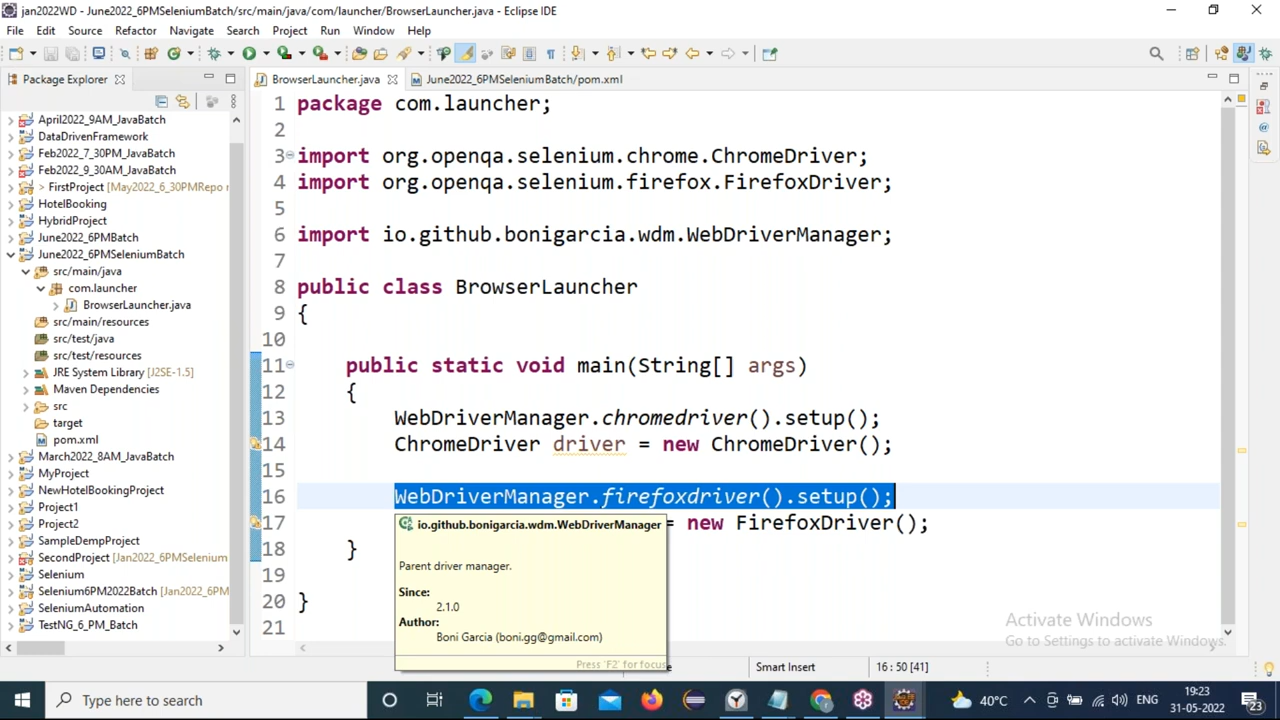 jan2022WD - June2022_6PMSeleniumBatch/src/main/java/com/launcher/BrowserLauncher.java - Eclipse IDE
File Edit Source Refactor Navigate Search Project Run Window Help
Package Explorer
BrowserLauncher.java
June2022_6PMSeleniumBatch/pom.xml
April2022_9AM_JavaBatch
DataDrivenFramework
Feb2022_7_30PM_JavaBatch
Feb2022_9_30AM_JavaBatch
> FirstProject [May2022_6_30PMRepo
HotelBooking
HybridProject
June2022_6PMBatch
June2022_6PMSeleniumBatch
src/main/java
com.launcher
BrowserLauncher.java
src/main/resources
src/test/java
src/test/resources
JRE System Library [J2SE-1.5]
Maven Dependencies
src
target
pom.xml
March2022_8AM_JavaBatch
MyProject
NewHotelBookingProject
Project1
Project2
SampleDempProject
SecondProject [Jan2022_6PMSelenium
Selenium
Selenium6PM2022Batch [Jan2022_6PM
SeleniumAutomation
TestNG_6_PM_Batch
1 package com.launcher;
2
3 import org.openqa.selenium.chrome.ChromeDriver;
4 import org.openqa.selenium.firefox.FirefoxDriver;
5
6 import io.github.bonigarcia.wdm.WebDriverManager;
7
8 public class BrowserLauncher
9 {
10
11 public static void main(String[] args)
12 {
13 WebDriverManager.chromedriver().setup();
14 ChromeDriver driver = new ChromeDriver();
15
16 WebDriverManager.firefoxdriver().setup();
17 = new FirefoxDriver();
18 }
19
20 }
21
io.github.bonigarcia.wdm.WebDriverManager
Parent driver manager.
Since:
2.1.0
Author:
Boni Garcia (boni.gg@gmail.com)
Press 'F2' for focus
Activate Windows
Go to Settings to activate Windows.
Smart Insert
16 : 50 [41]
Type here to search
40°C
ENG
19:23
31-05-2022
23